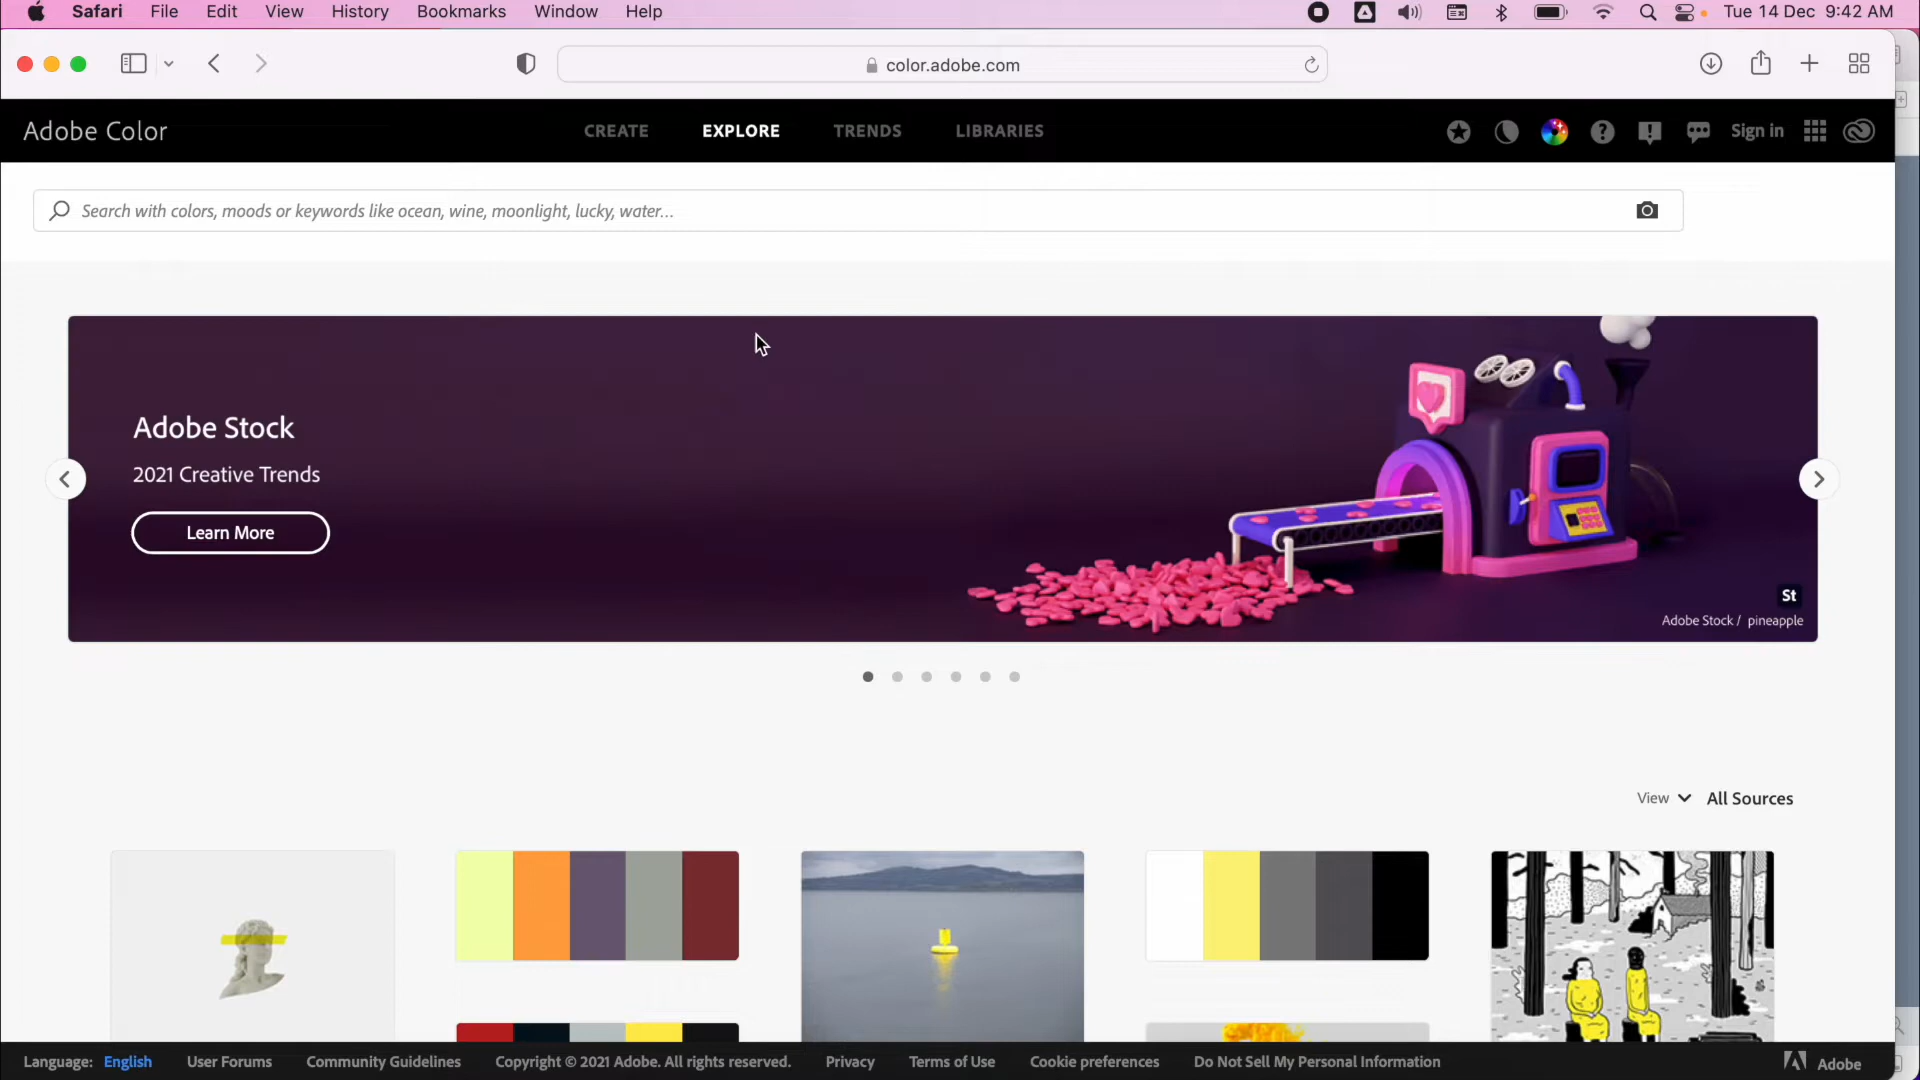 Safari File Edit View History Bookmarks Window Help Tue 14 Dec 9:42 AM
color.adobe.com
Adobe Color CREATE EXPLORE TRENDS LIBRARIES Sign in
Search with colors, moods or keywords like ocean, wine, moonlight, lucky, water...
Adobe Stock
2021 Creative Trends
Learn More
St
Adobe Stock / pineapple
View All Sources
Language: English User Forums Community Guidelines Copyright © 2021 Adobe. All rights reserved. Privacy Terms of Use Cookie preferences Do Not Sell My Personal Information Adobe